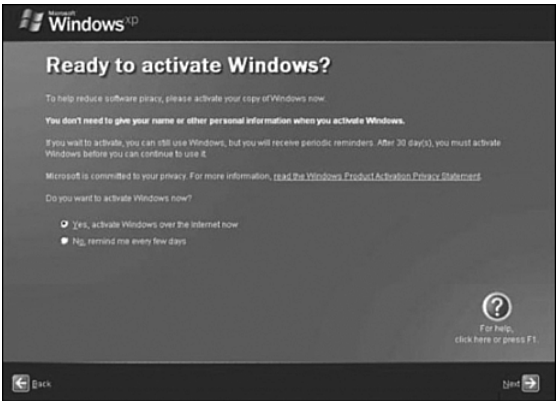 Microsoft
Windows xp
Ready to activate Windows?
To help reduce software piracy, please activate your copy of Windows now.
You don't need to give your name or other personal information when you activate Windows.
If you wait to activate, you can still use Windows, but you will receive periodic reminders. After 30 day(s), you must activate
Windows before you can continue to use it.
Microsoft is committed to your privacy. For more information, read the Windows Product Activation Privacy Statement.
Do you want to activate Windows now?
Yes, activate Windows over the Internet now
No, remind me every few days
For help,
click here or press F1.
Back
Next